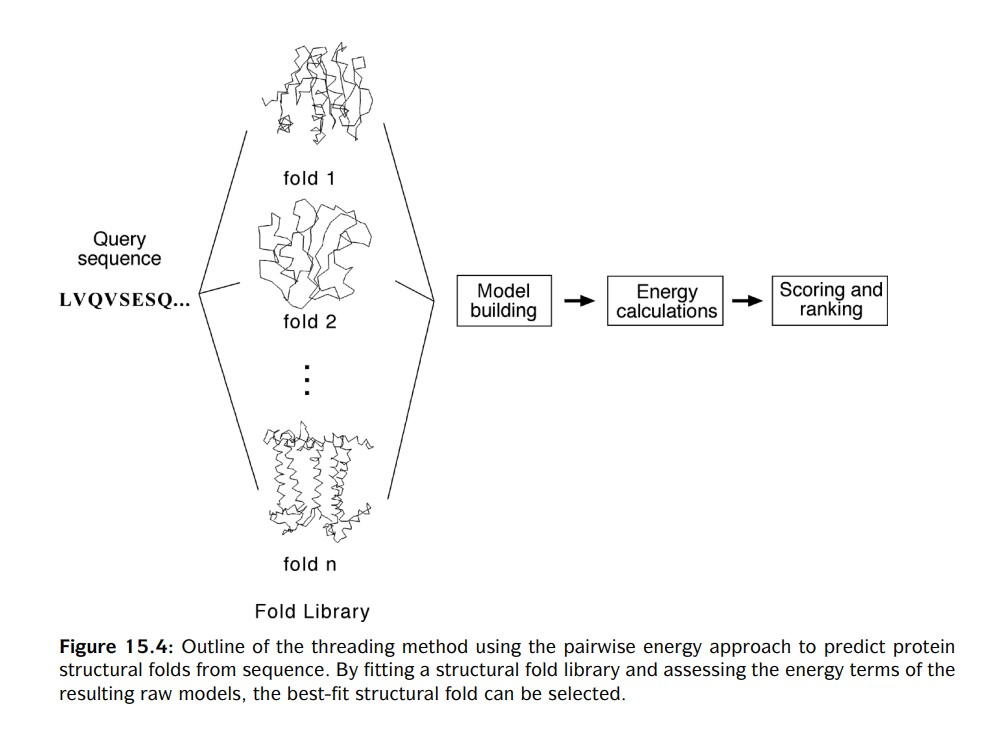 fold 1
Query
sequence
LVQVSESQ...
fold 2
Model
building
Energy
calculations
Scoring and
ranking
fold n
Fold Library
Figure 15.4: Outline of the threading method using the pairwise energy approach to predict protein
structural folds from sequence. By fitting a structural fold library and assessing the energy terms of the
resulting raw models, the best-fit structural fold can be selected.